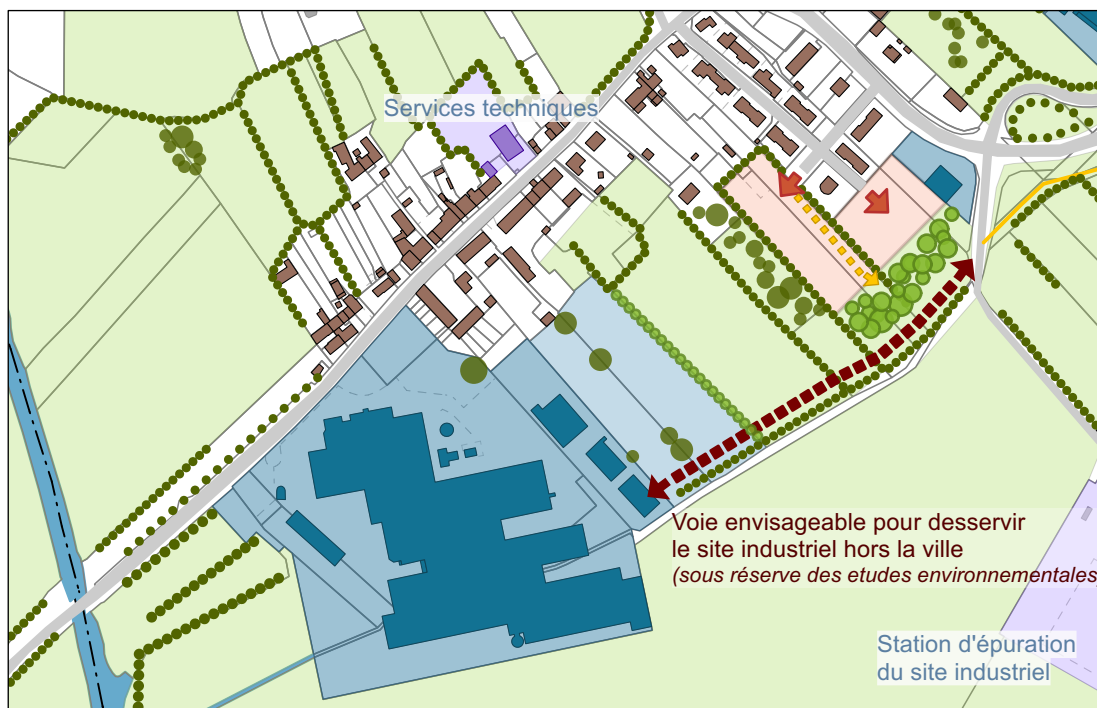 Services techniques
Voie envisageable pour desservir
le site industriel hors la ville
(sous réserve des etudes environnementales)
Station d'épuration
du site industriel